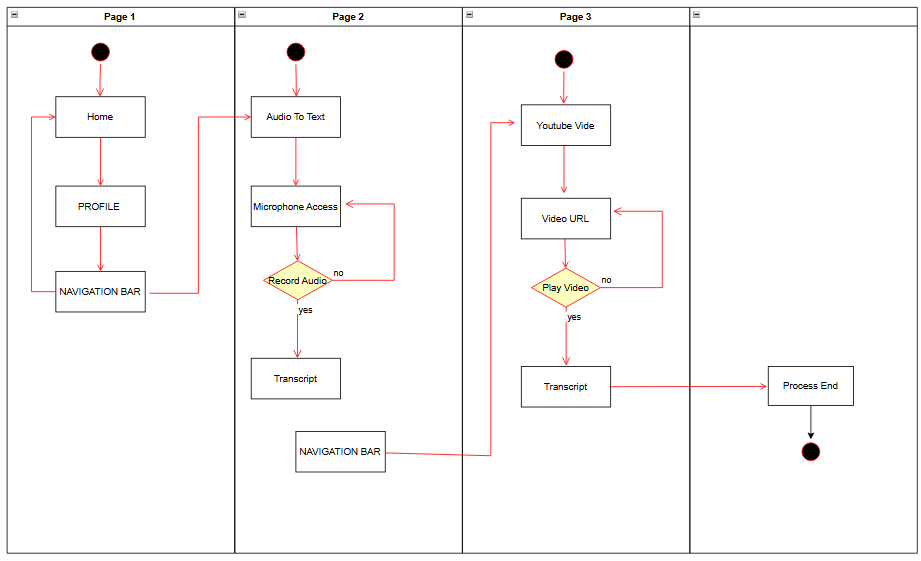 Page 1
Page 2
Page 3
Home
PROFILE
NAVIGATION BAR
Audio To Text
Microphone Access
Record Audio
no
yes
Transcript
NAVIGATION BAR
Youtube Vide
Video URL
Play Video
no
yes
Transcript
Process End